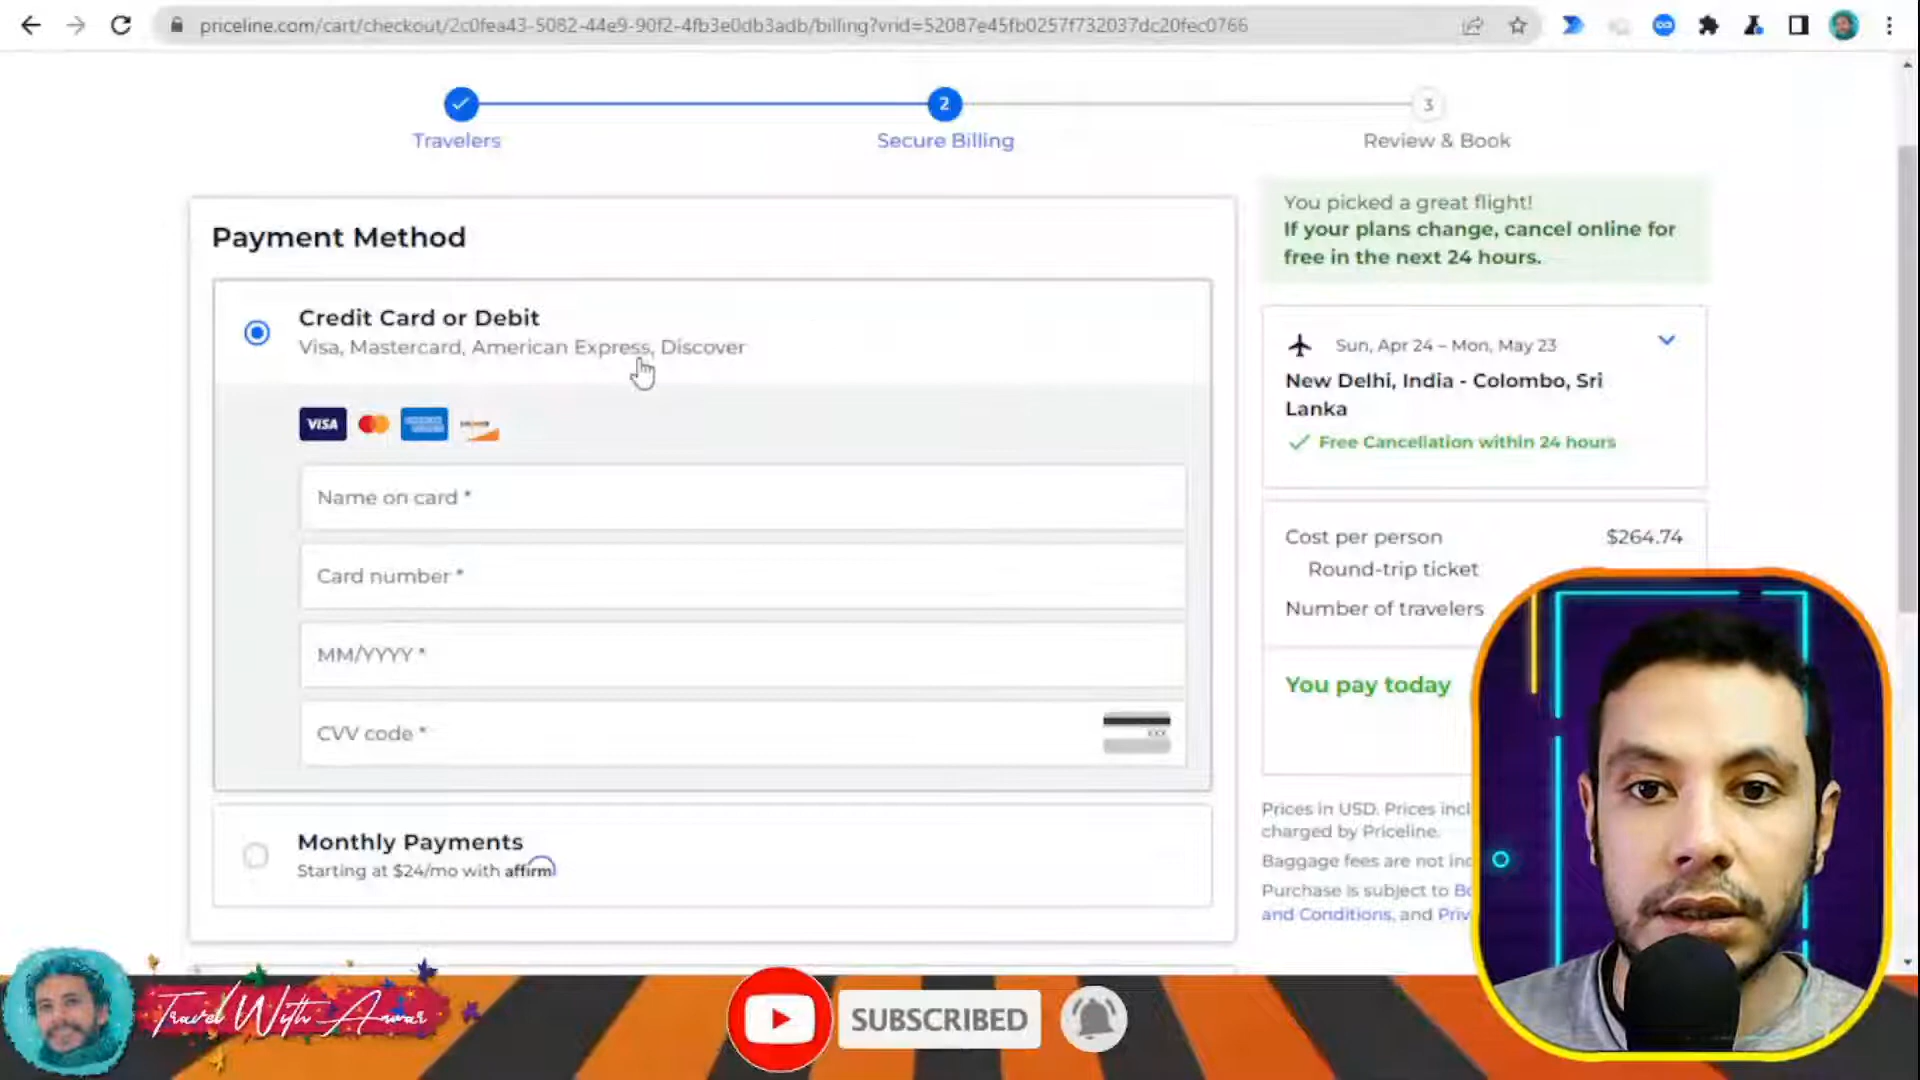 priceline.com/cart/checkout/2c0fea43-5082-44e9-90f2-4fb3e0db3adb/billing?vrid=52087e45fb0257f732037dc20fec0766
2
3
Travelers
Secure Billing
Review & Book
Payment Method
Credit Card or Debit
Visa, Mastercard, American Express, Discover
VISA
Name on card *
Card number *
MM/YYYY *
CVV code *
XXX
Monthly Payments
Starting at $24/mo with affirm
You picked a great flight!
If your plans change, cancel online for
free in the next 24 hours.
Sun, Apr 24 – Mon, May 23
New Delhi, India - Colombo, Sri
Lanka
Free Cancellation within 24 hours
Cost per person $264.74
Round-trip ticket
Number of travelers
You pay today
Prices in USD. Prices
charged by Priceline.
Baggage fees are not
Purchase is subject to
and Conditions, and
Travel With Anwar
SUBSCRIBED